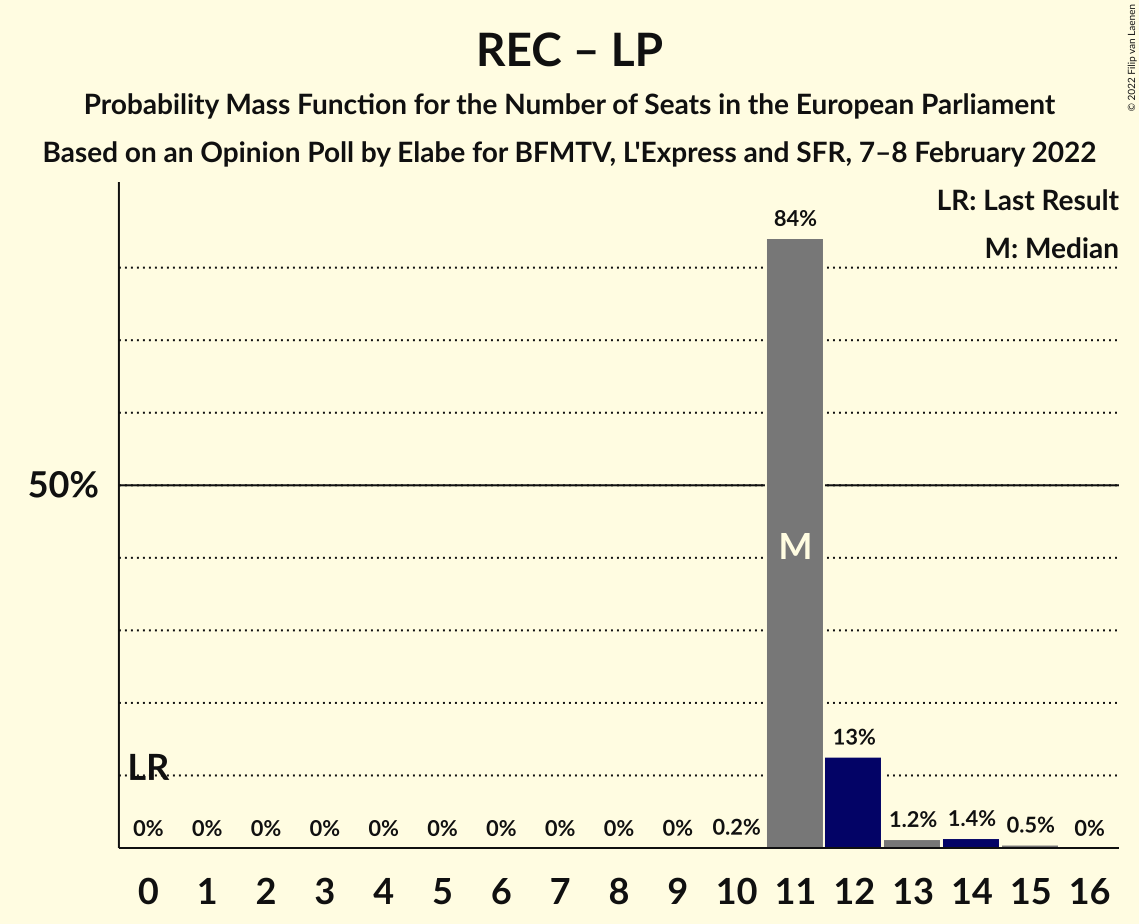 REC – LP
Probability Mass Function for the Number of Seats in the European Parliament
Based on an Opinion Poll by Elabe for BFMTV, L'Express and SFR, 7–8 February 2022
© 2022 Filip van Laenen
LR: Last Result
M: Median
84%
50%
M
13%
LR
0% 0% 0% 0% 0% 0% 0% 0% 0% 0% 0.2% 1.2% 1.4% 0.5% 0%
0 1 2 3 4 5 6 7 8 9 10 11 12 13 14 15 16